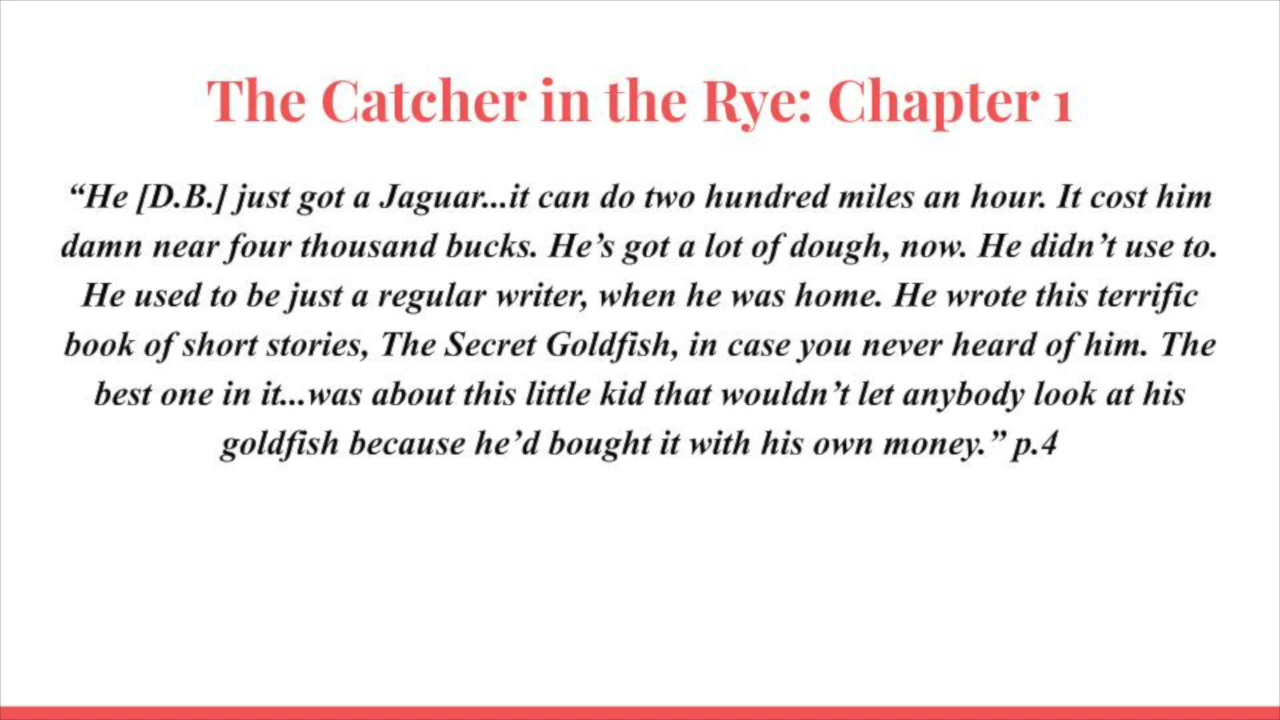 The Catcher in the Rye: Chapter 1
“He [D.B.] just got a Jaguar...it can do two hundred miles an hour. It cost him
damn near four thousand bucks. He’s got a lot of dough, now. He didn’t use to.
He used to be just a regular writer, when he was home. He wrote this terrific
book of short stories, The Secret Goldfish, in case you never heard of him. The
best one in it...was about this little kid that wouldn’t let anybody look at his
goldfish because he’d bought it with his own money.” p.4